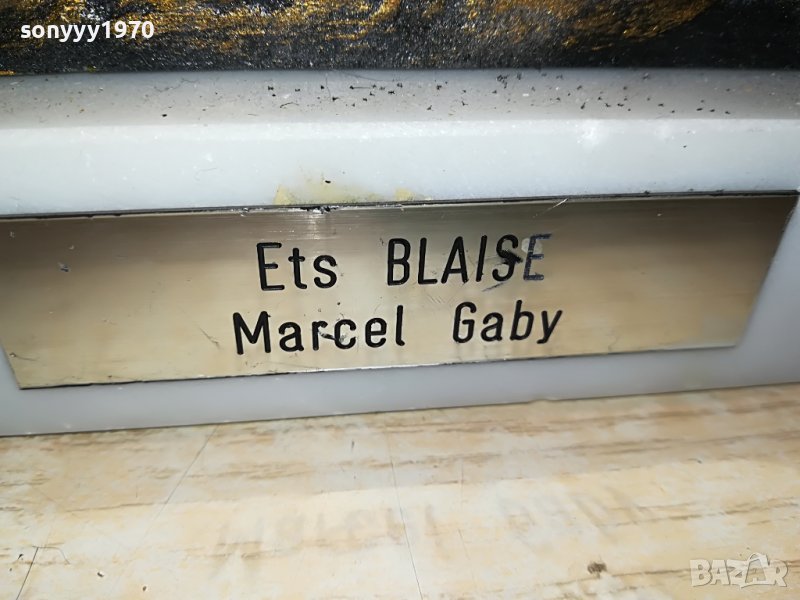 sonyyy1970
Ets BLAISE
Marcel Gaby
BAZAR